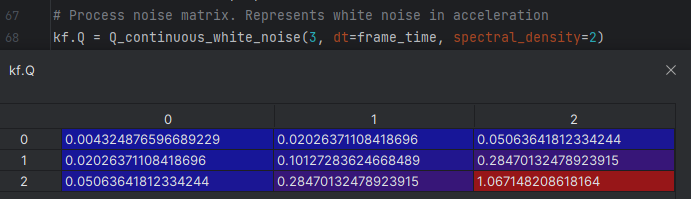 67 # Process noise matrix. Represents white noise in acceleration
68 kf.Q = Q_continuous_white_noise(3, dt=frame_time, spectral_density=2)
kf.Q
0 1 2
0 0.004324876596689229 0.02026371108418696 0.05063641812334244
1 0.02026371108418696 0.10127283624668489 0.28470132478923915
2 0.05063641812334244 0.28470132478923915 1.067148208618164